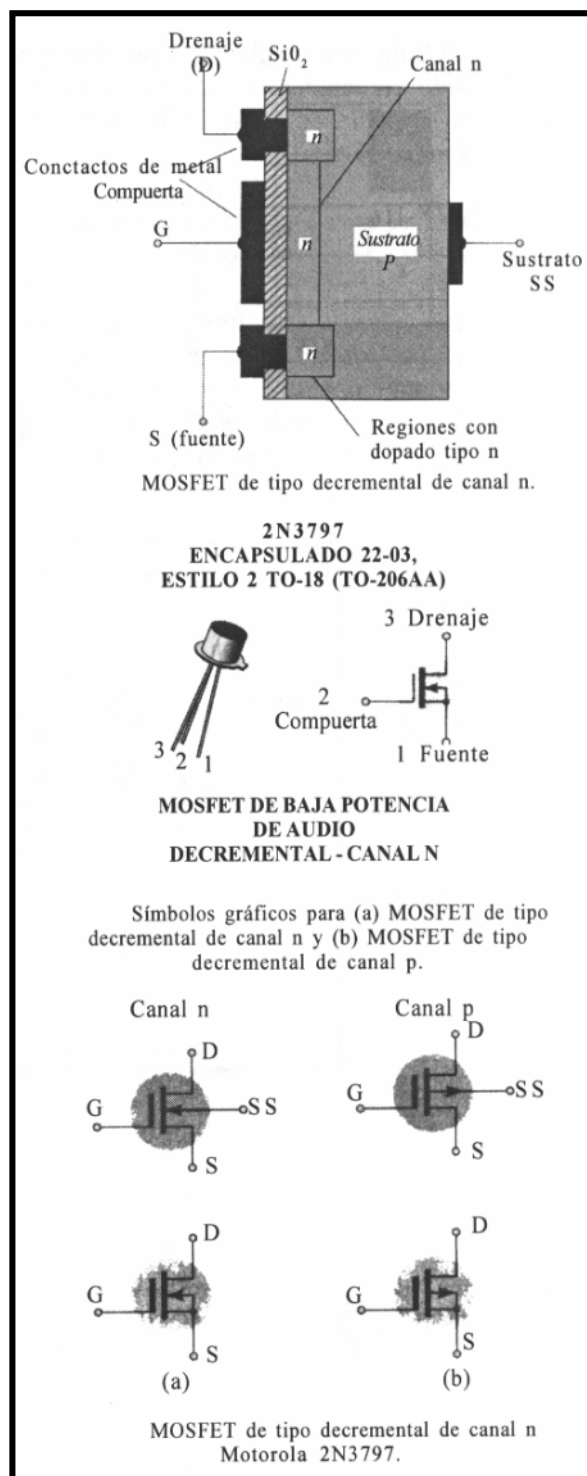 Drenaje
(D)
SiO₂
Canal n
n
Conctactos de metal
Compuerta
G
n
Sustrato
P
Sustrato
SS
n
S (fuente)
Regiones con
dopado tipo n
MOSFET de tipo decremental de canal n.
2N3797
ENCAPSULADO 22-03,
ESTILO 2 TO-18 (TO-206AA)
3 Drenaje
2
Compuerta
1 Fuente
3 2 1
MOSFET DE BAJA POTENCIA
DE AUDIO
DECREMENTAL - CANAL N
Símbolos gráficos para (a) MOSFET de tipo
decremental de canal n y (b) MOSFET de tipo
decremental de canal p.
Canal n
Canal p
D
G
SS
S
D
G
SS
S
D
G
S
(a)
D
G
S
(b)
MOSFET de tipo decremental de canal n
Motorola 2N3797.